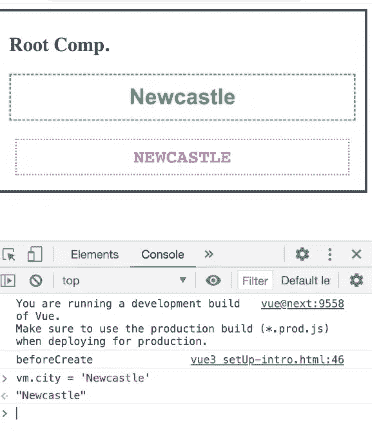 Root Comp.
Newcastle
NEWCASTLE
Elements Console »
top Filter Default le
You are running a development build vue@next:9558
of Vue.
Make sure to use the production build (*.prod.js)
when deploying for production.
beforeCreate vue3 setUp-intro.html:46
> vm.city = 'Newcastle'
"Newcastle"
>